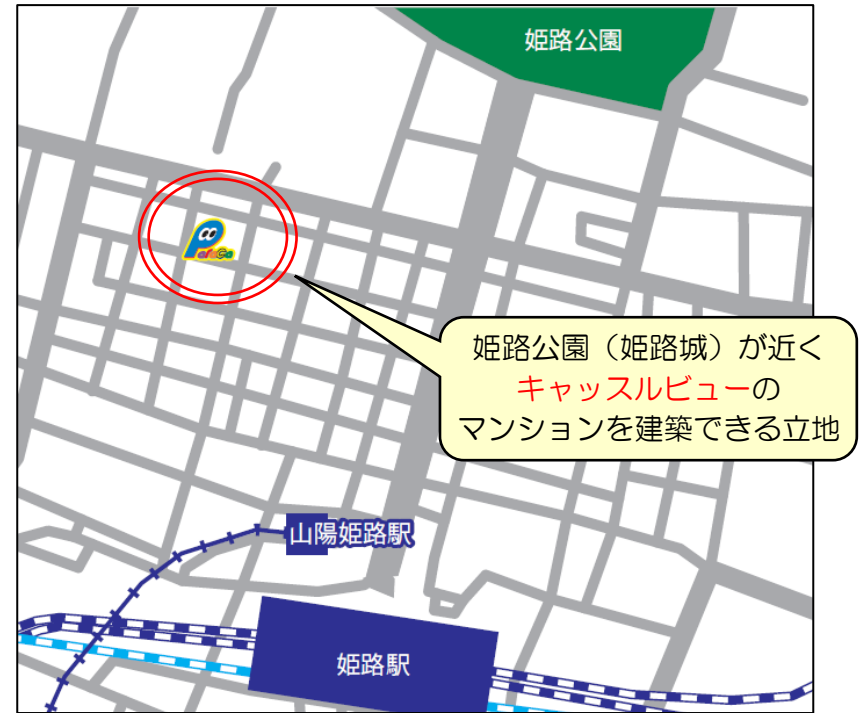 姫路公園
ParuGa
姫路公園（姫路城）が近く
キャッスルビューの
マンションを建築できる立地
山陽姫路駅
姫路駅